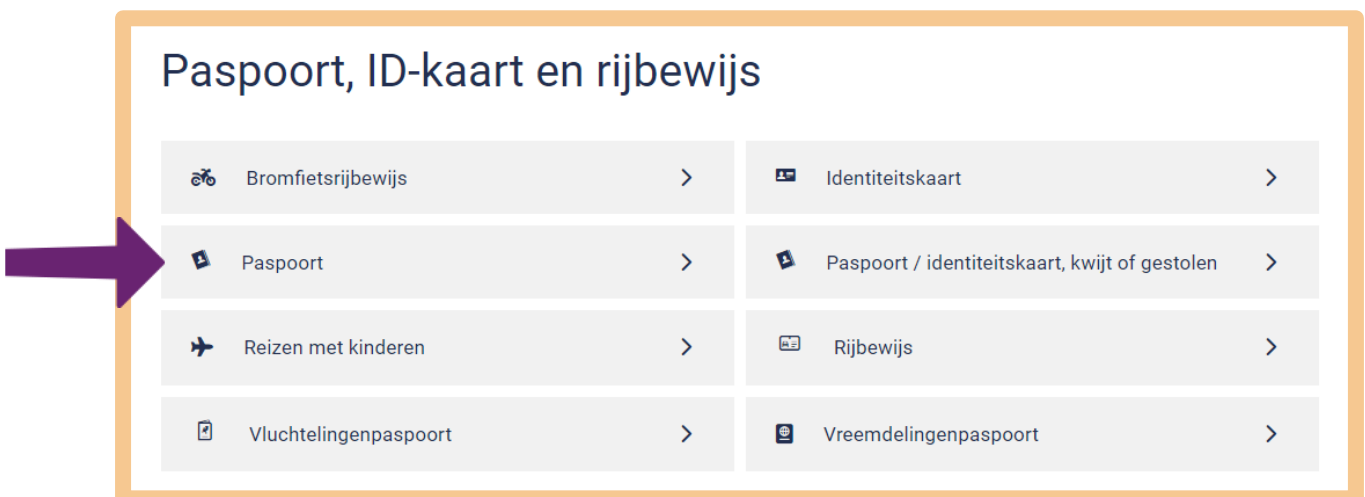 Paspoort, ID-kaart en rijbewijs
Bromfietsrijbewijs
Identiteitskaart
Paspoort
Paspoort / identiteitskaart, kwijt of gestolen
Reizen met kinderen
Rijbewijs
Vluchtelingenpaspoort
Vreemdelingenpaspoort